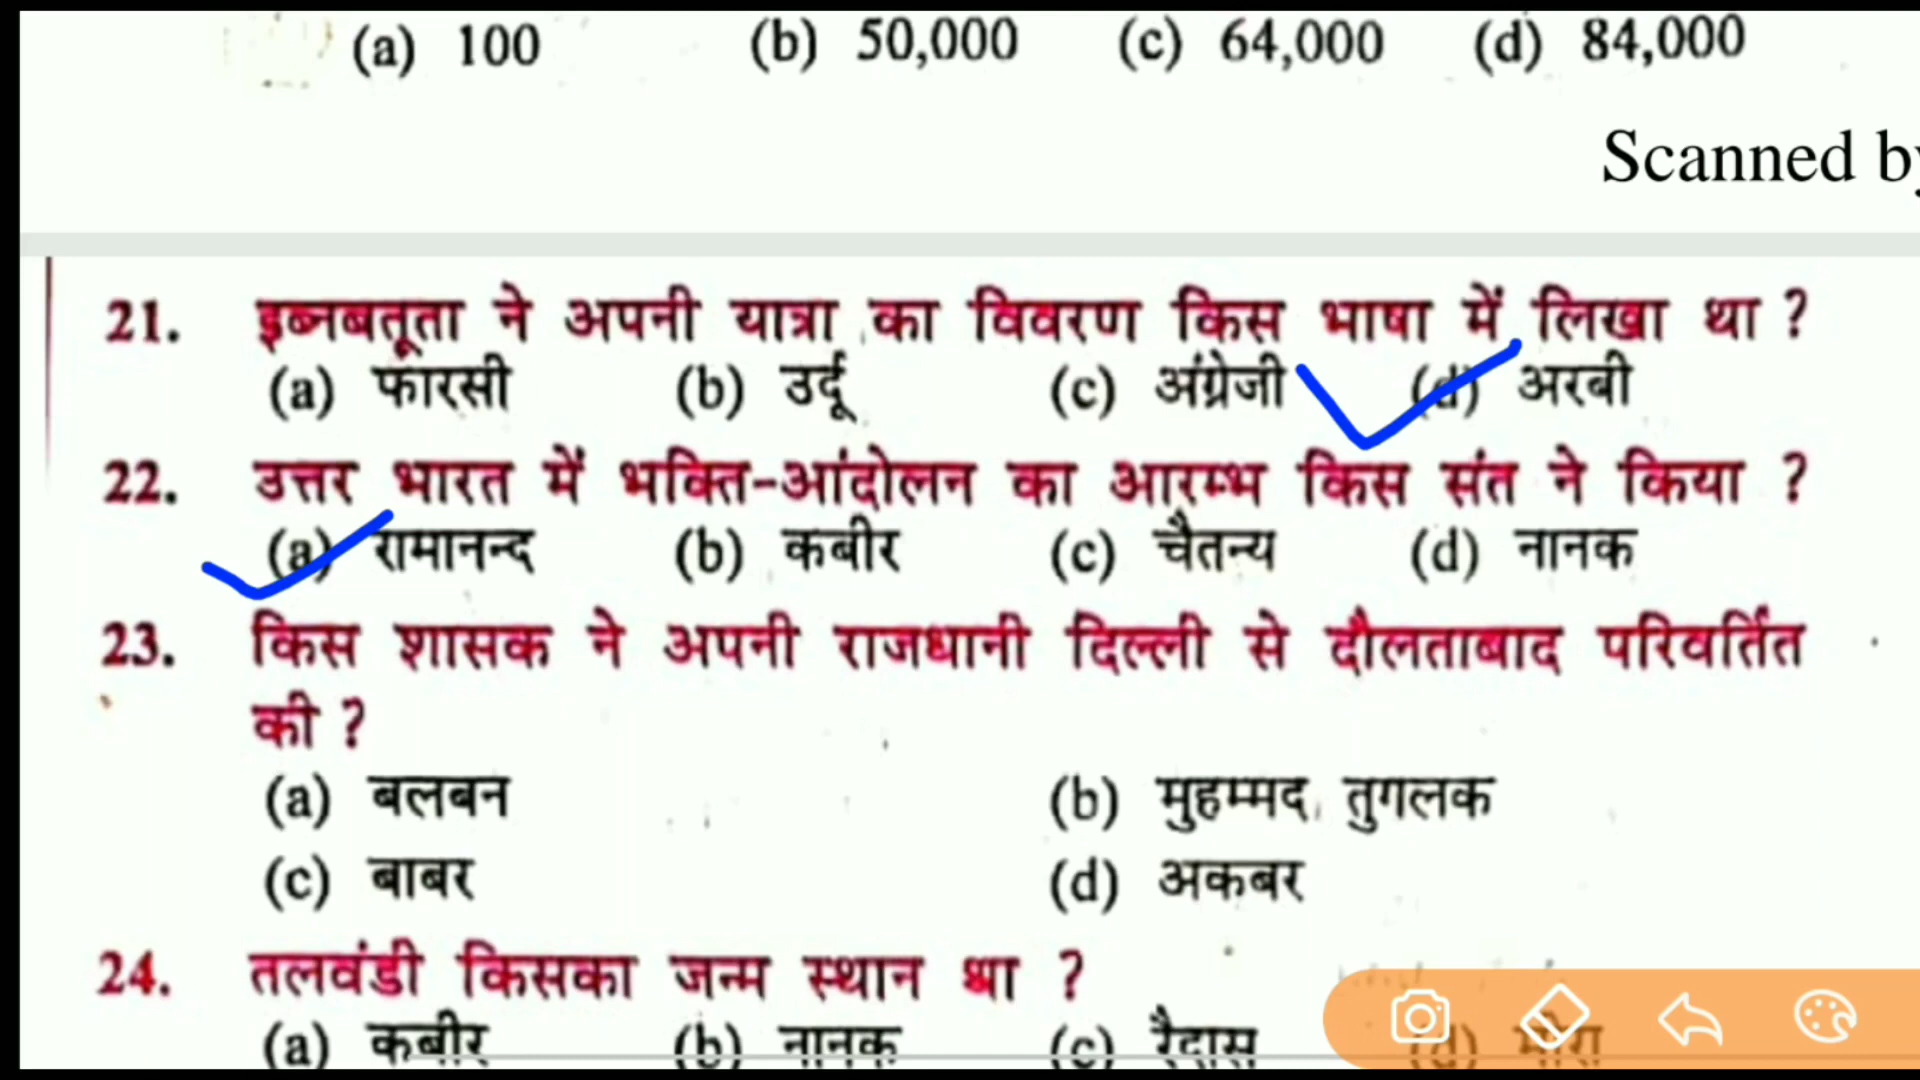 (a) 100 (b) 50,000 (c) 64,000 (d) 84,000
Scanned by
21. इब्नबतूता ने अपनी यात्रा का विवरण किस भाषा में लिखा था ?
(a) फारसी (b) उर्दू (c) अंग्रेजी (d) अरबी
22. उत्तर भारत में भक्ति-आंदोलन का आरम्भ किस संत ने किया ?
(a) रामानन्द (b) कबीर (c) चैतन्य (d) नानक
23. किस शासक ने अपनी राजधानी दिल्ली से दौलताबाद परिवर्तित
की ?
(a) बलबन (b) मुहम्मद तुगलक
(c) बाबर (d) अकबर
24. तलवंडी किसका जन्म स्थान था ?
(a) कबीर (b) नानक (c) रैदास (d) मीरा